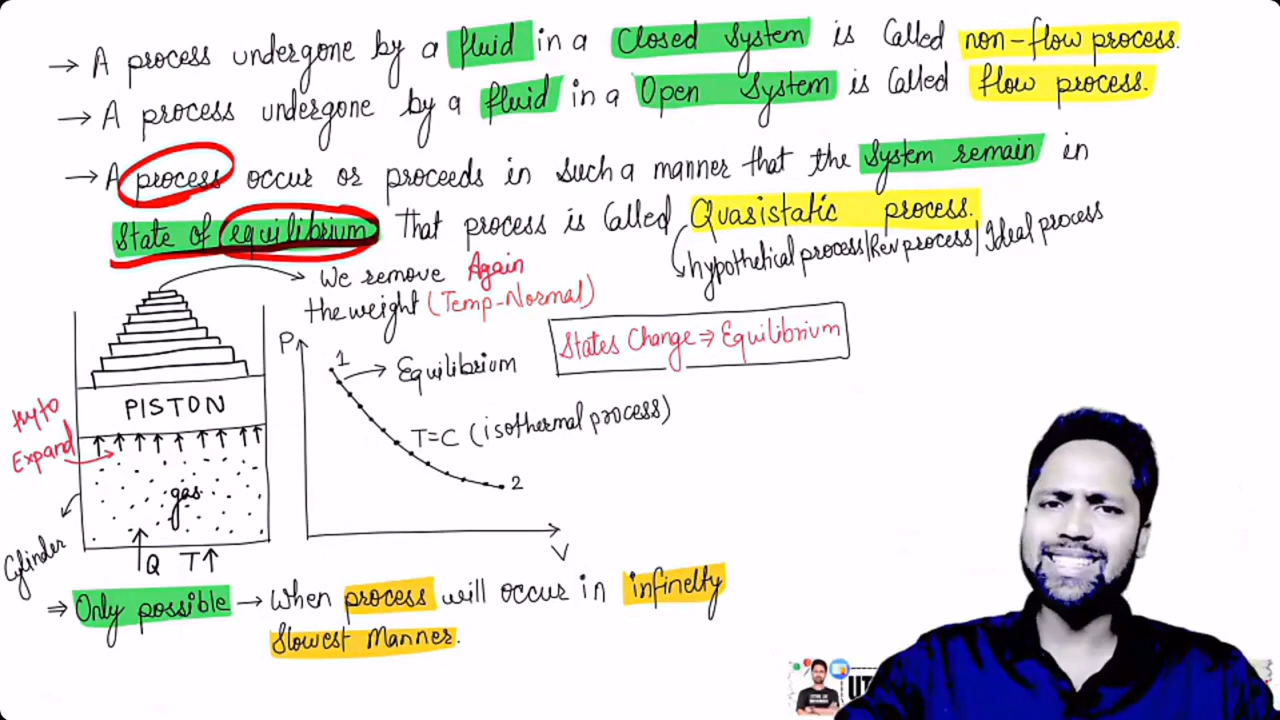 → A process undergone by a fluid in a Closed System is Called non-flow process.
→ A process undergone by a fluid in a Open System is Called flow process.
→ A process occur or proceeds in such a manner that the System remain in
State of equilibrium That process is Called Quasistatic process.
hypothetical process/Rev process/Ideal process
We remove Again
the weight (Temp-Normal)
States Change ⇒ Equilibrium
P
1
Equilibrium
PISTON
try to
Expand
T=C (isothermal process)
2
gas
Cylinder
Q T↑
V
⇒ Only possible → When process will occur in infinelty
Slowest Manner.